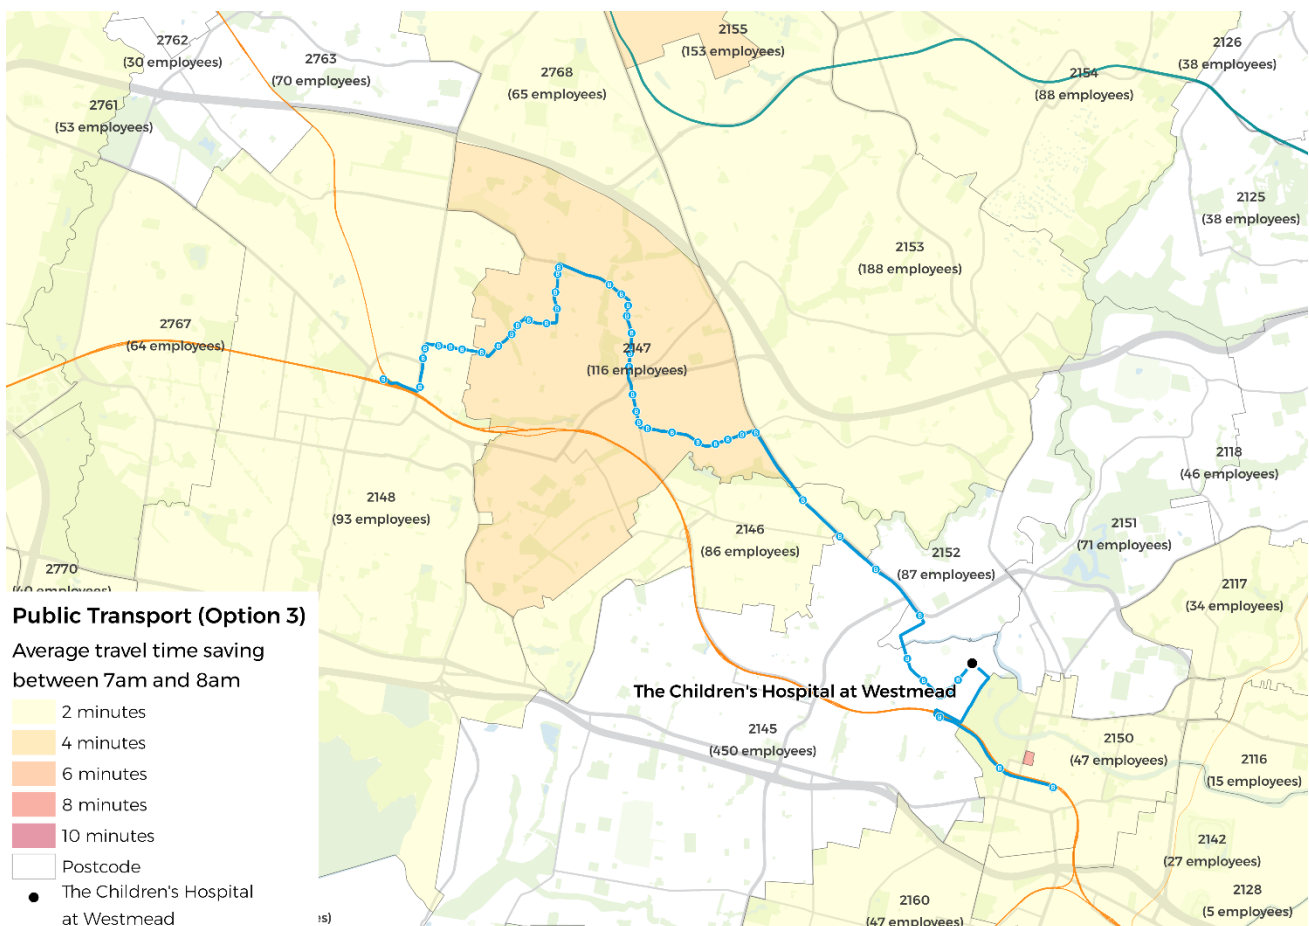 2762
(30 employees)
2763
(70 employees)
2768
(65 employees)
2155
(153 employees)
2154
(88 employees)
2126
(38 employees)
2761
(53 employees)
2125
(38 employees)
2153
(188 employees)
2767
(64 employees)
2147
(116 employees)
2118
(46 employees)
2148
(93 employees)
2146
(86 employees)
2152
(87 employees)
2151
(71 employees)
2770
(40 employees)
2117
(34 employees)
The Children's Hospital at Westmead
2145
(450 employees)
2150
(47 employees)
2116
(15 employees)
2142
(27 employees)
2128
(5 employees)
2160
(47 employees)
Public Transport (Option 3)
Average travel time saving
between 7am and 8am
2 minutes
4 minutes
6 minutes
8 minutes
10 minutes
Postcode
The Children's Hospital
at Westmead
es)